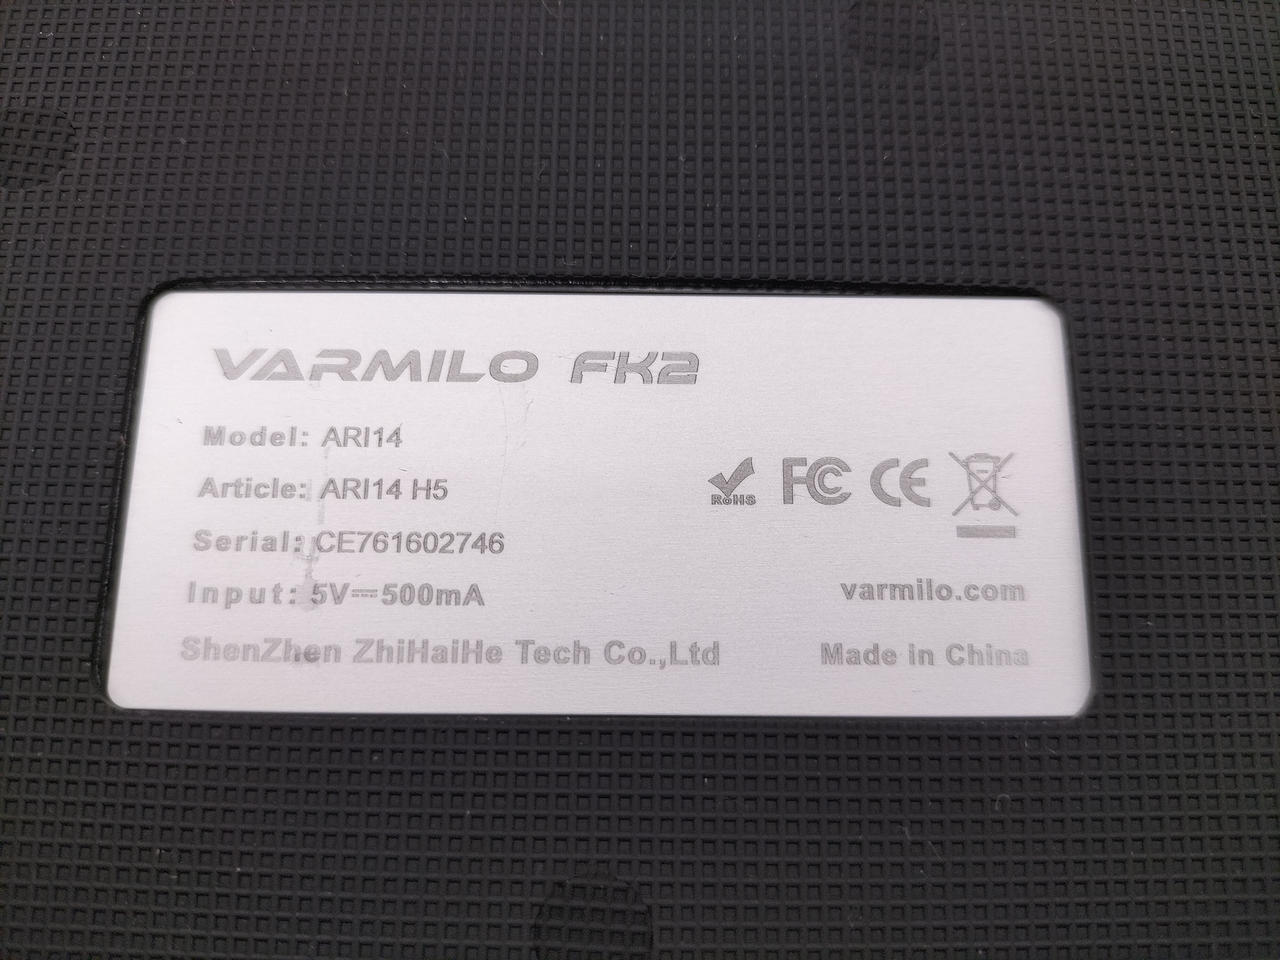 VARMILO FK2
Model: ARI14
Article: ARI14 H5
Serial: CE761602746
Input: 5V⎓500mA
ShenZhen ZhiHaiHe Tech Co.,Ltd
RoHS FC CE
varmilo.com
Made in China